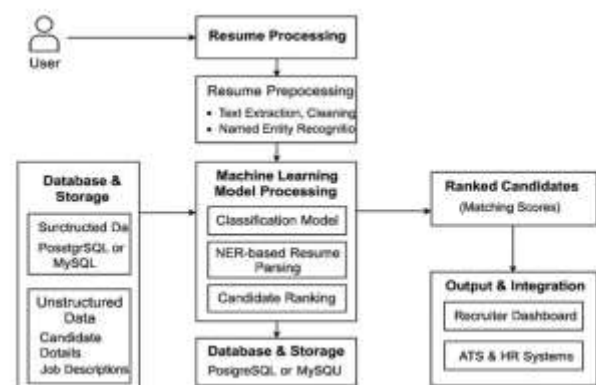 User
Resume Processing
Resume Prepocessing
• Text Extraction, Cleaning
• Named Entity Recognitio
Database &
Storage
Surctructed Da
PosetgrSQL or
MySQL
Unstructured
Data
Candidate
Dotails
Job Descriptions
Machine Learning
Model Processing
Classification Model
NER-based Resume
Parsing
Candidate Ranking
Database & Storage
PosigreSQL or MySQU
Ranked Candidates
(Matching Scores)
Output & Integration
Recruiter Dashboard
ATS & HR Systems